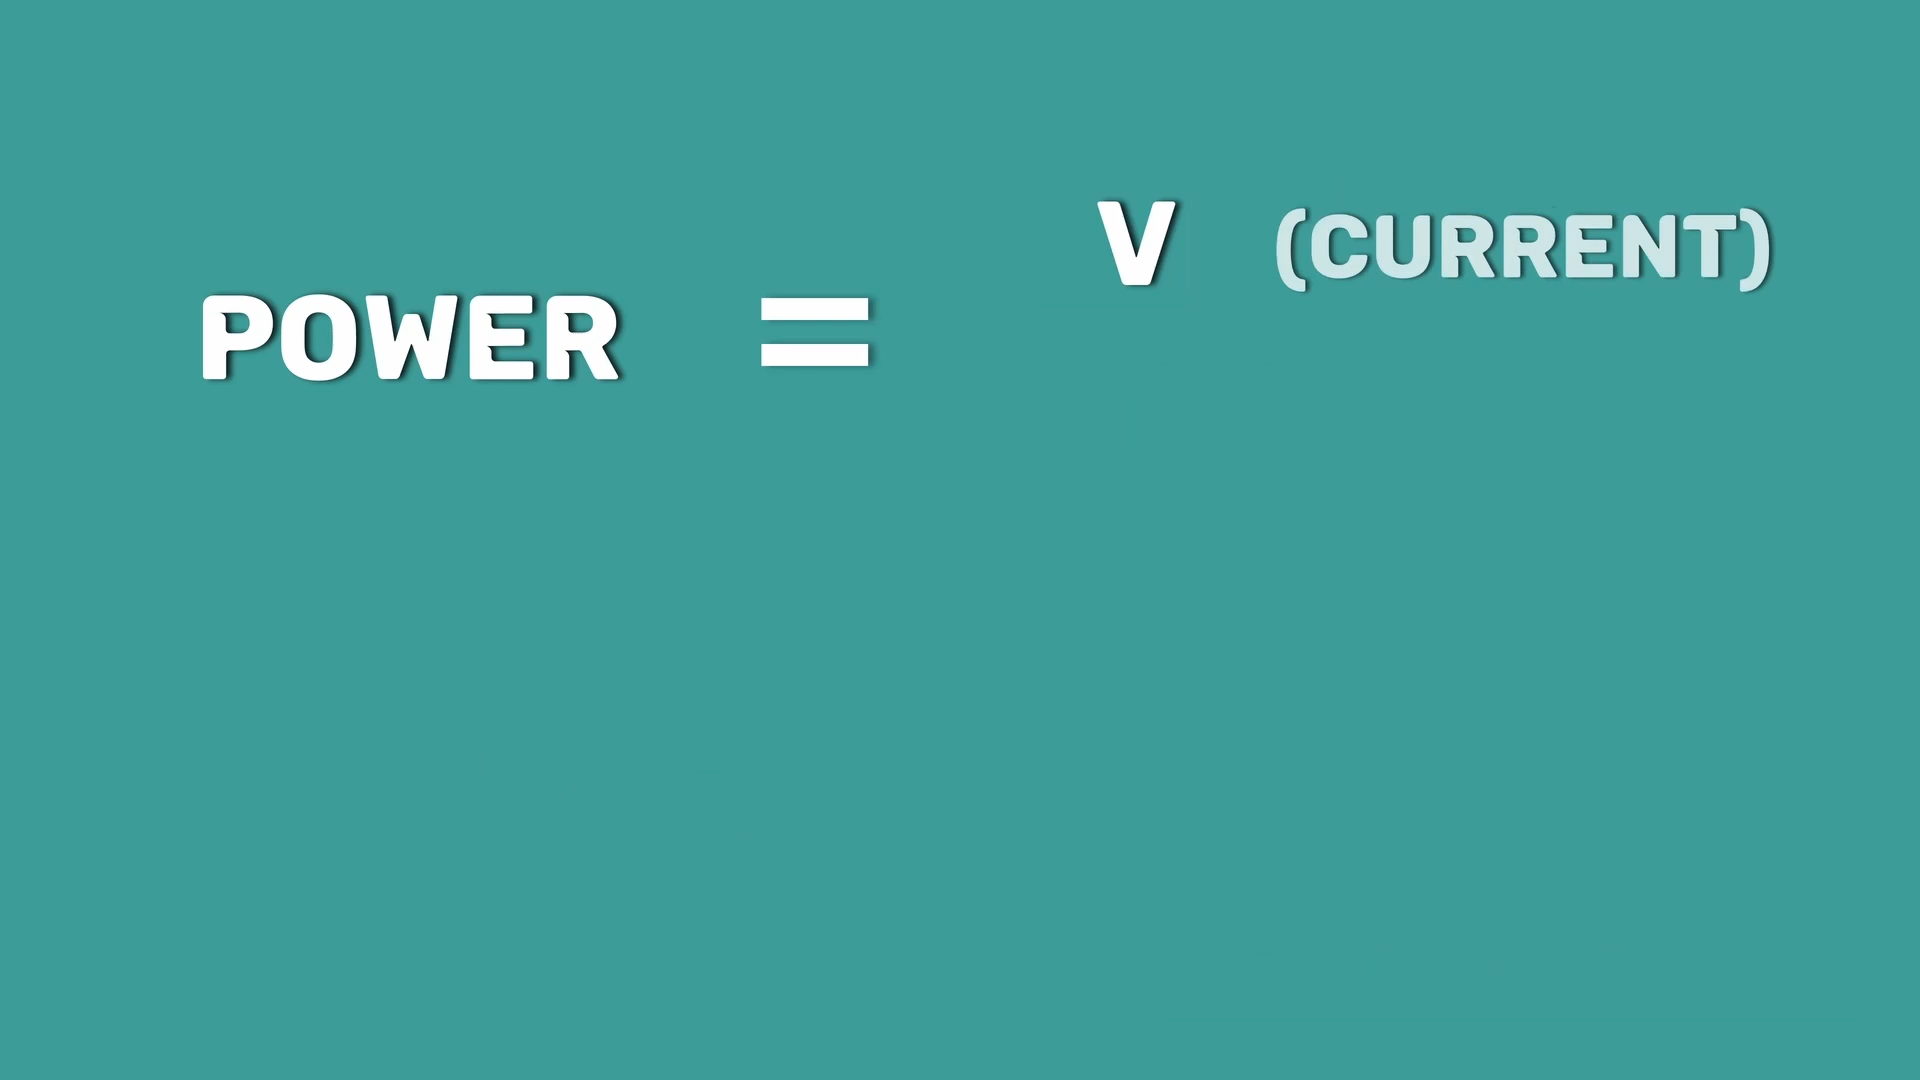 V (CURRENT)
POWER =